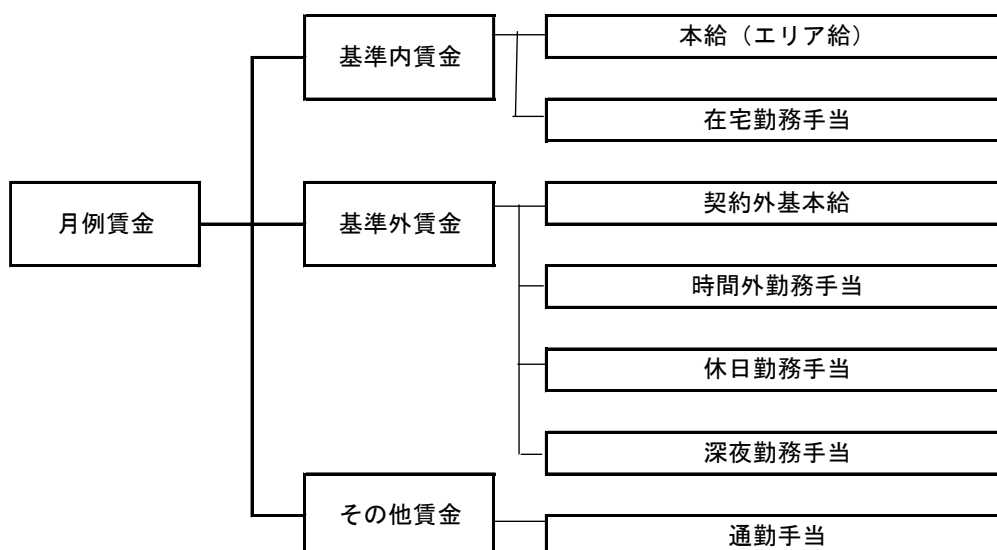 月例賃金
基準内賃金
本給（エリア給）
在宅勤務手当
基準外賃金
契約外基本給
時間外勤務手当
休日勤務手当
深夜勤務手当
その他賃金
通勤手当